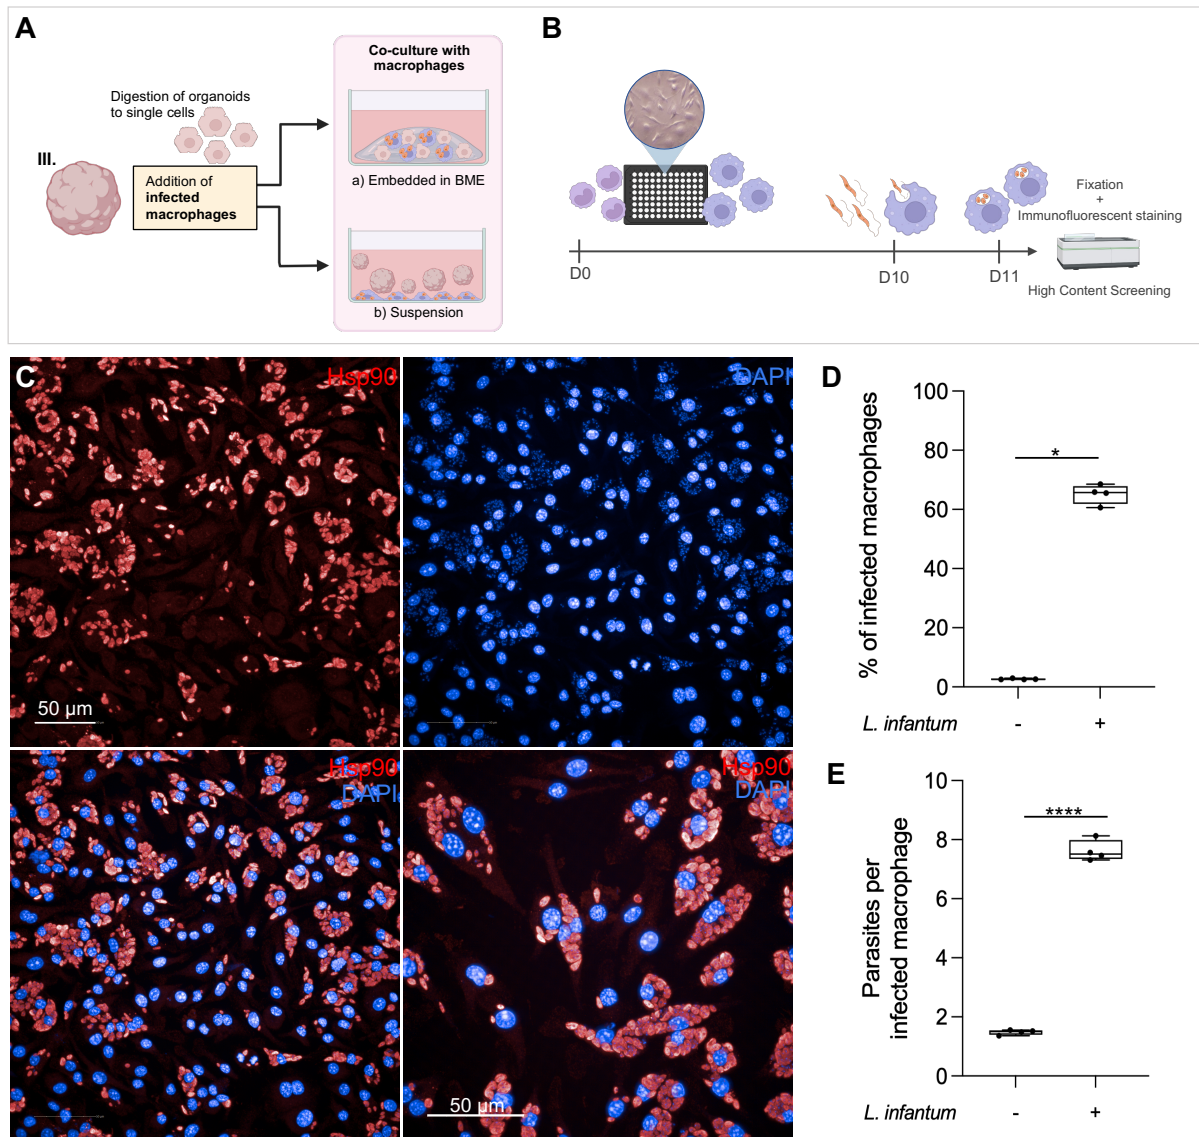 A
Digestion of organoids
to single cells
III.
Addition of
infected
macrophages
Co-culture with
macrophages
a) Embedded in BME
b) Suspension
B
D0
D10
D11
Fixation
+
Immunofluorescent staining
High Content Screening
C
Hsp90
DAPI
50 µm
Hsp90
DAPI
Hsp90
DAPI
50 µm
D
% of infected macrophages
100
80
60
40
20
0
*
L. infantum
-
+
E
Parasites per
infected macrophage
10
8
6
4
2
0
****
L. infantum
-
+